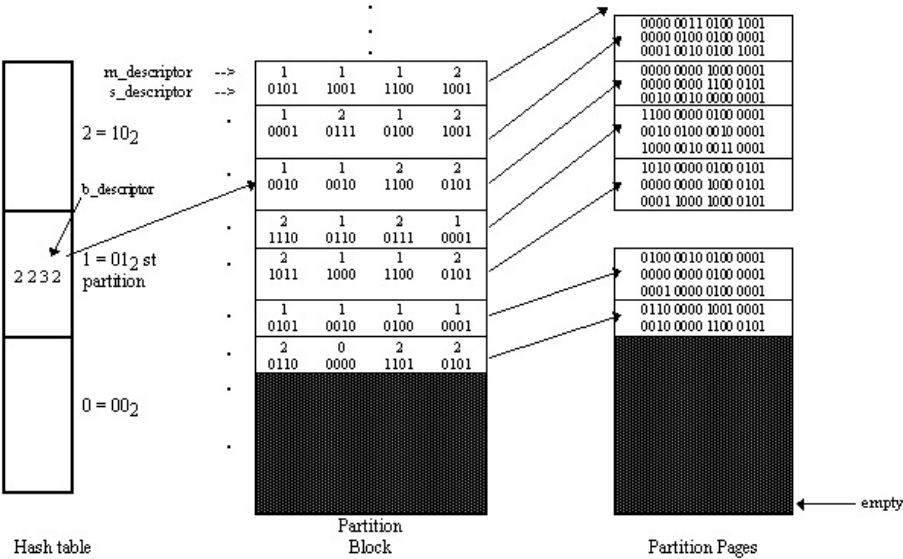 m_descriptor -->
s_descriptor -->
2 = 102
b_descriptor
2 2 3 2
1 = 012 st
partition
0 = 002
Hash table
1 1 1 2
0101 1001 1100 1001
1 2 1 2
0001 0111 0100 1001
1 1 2 2
0010 0010 1100 0101
2 1 2 1
1110 0110 0111 0001
2 1 1 2
1011 1000 1100 0101
1 1 1 1
0101 0010 0100 0001
2 0 2 2
0110 0000 1101 0101
Partition
Block
0000 0011 0100 1001
0000 0100 0100 0001
0001 0010 0100 1001
0000 0000 1000 0001
0000 0000 1100 0101
0010 0010 0000 0001
1100 0000 0100 0001
0010 0100 0010 0001
1000 0010 0011 0001
1010 0000 0100 0101
0000 0000 1000 0101
0001 1000 1000 0101
0100 0010 0100 0001
0000 0000 0100 0001
0001 0000 0100 0001
0110 0000 1001 0001
0010 0000 1100 0101
empty
Partition Pages